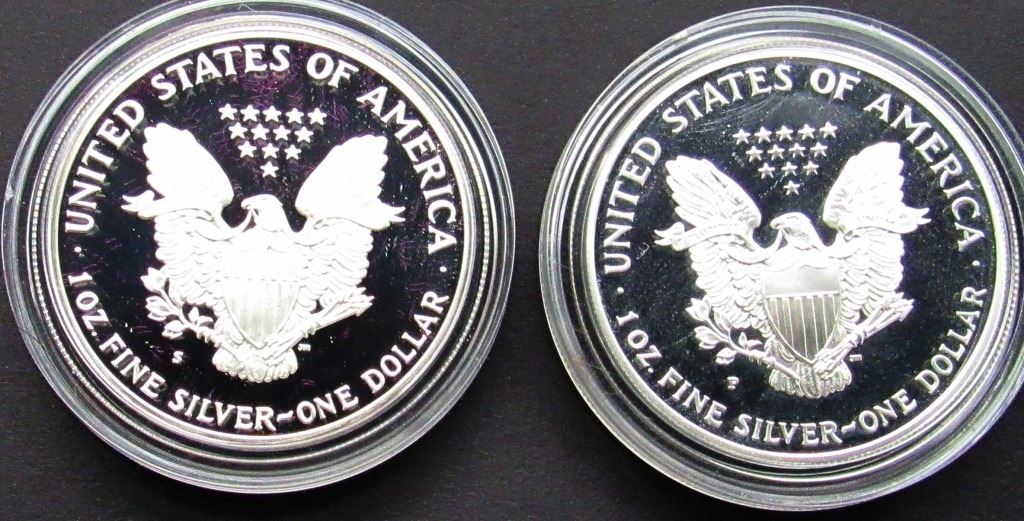 UNITED STATES OF AMERICA
1 OZ. FINE SILVER~ONE DOLLAR
S
UNITED STATES OF AMERICA
1 OZ. FINE SILVER~ONE DOLLAR
P